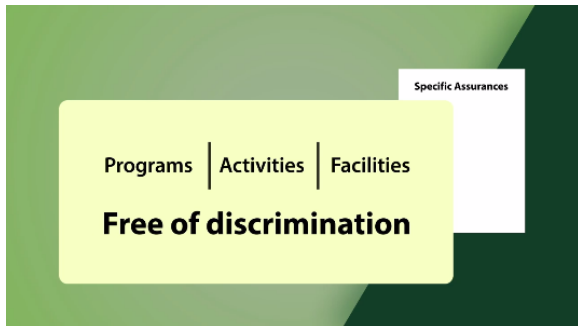 Specific Assurances
Programs | Activities | Facilities
Free of discrimination